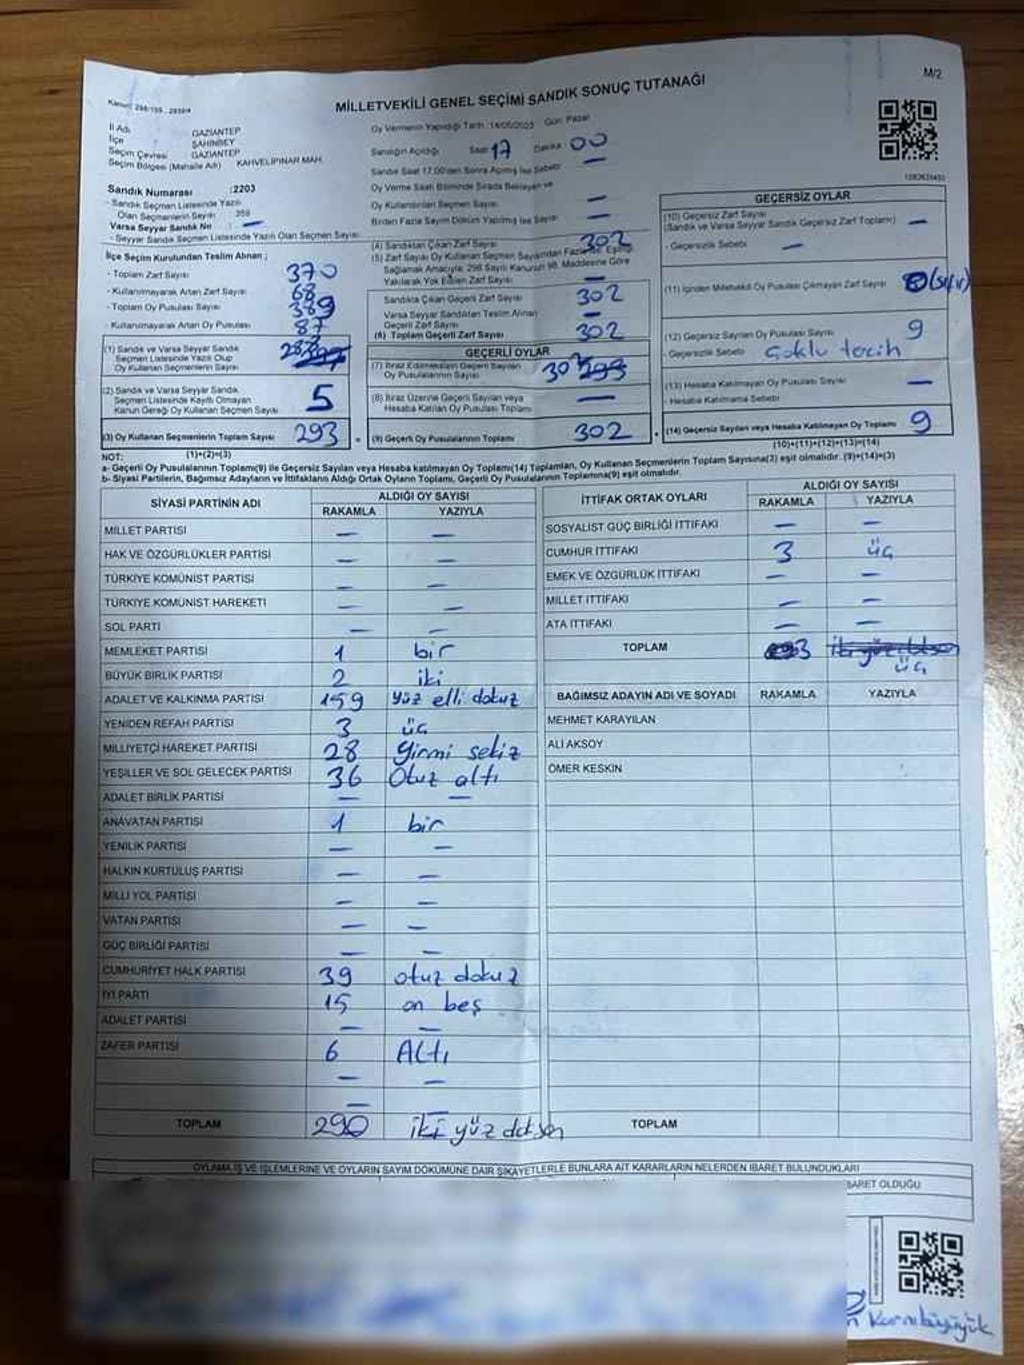 Kanun: 298/105 , 2839/4
MİLLETVEKİLİ GENEL SEÇİMİ SANDIK SONUÇ TUTANAĞI
M/2
İl Adı GAZİANTEP
İlçe ŞAHİNBEY
Seçim Çevresi GAZİANTEP
Seçim Bölgesi (Mahalle Adı) KAHVELİPINAR MAH.
Sandık Numarası :2203
- Sandık Seçmen Listesinde Yazılı
Olan Seçmenlerin Sayısı : 359
Varsa Seyyar Sandık No : —
- Seyyar Sandık Seçmen Listesinde Yazılı Olan Seçmen Sayısı
İlçe Seçim Kurulundan Teslim Alınan ;
- Toplam Zarf Sayısı 370
- Kullanılmayarak Artan Zarf Sayısı 68
- Toplam Oy Pusulası Sayısı 389
- Kullanılmayarak Artan Oy Pusulası 87
(1) Sandık ve Varsa Seyyar Sandık
Seçmen Listesinde Yazılı Olup
Oy Kullanan Seçmenlerin Sayısı
(2) Sandık ve Varsa Seyyar Sandık
Seçmen Listesinde Kayıtlı Olmayan
Kanun Gereği Oy Kullanan Seçmen Sayısı 5
(3) Oy Kullanan Seçmenlerin Toplam Sayısı 293
(1)+(2)=(3)
Oy Vermenin Yapıldığı Tarih :14/05/2023 Gün: Pazar
Sandığın Açıldığı Saat 17 Dakika 00
Sandık Saat 17:00'den Sonra Açılmış İse Sebebi —
Oy Verme Saati Bitiminde Sırada Bekleyen ve
Oy Kullandırılan Seçmen Sayısı —
Birden Fazla Sayım Döküm Yapılmış İse Sayısı —
(4) Sandıktan Çıkan Zarf Sayısı 302
(5) Zarf Sayısı Oy Kullanan Seçmen Sayısından Fazla İse, Eşitliği
Sağlamak Amacıyla; 298 Sayılı Kanunun 98. Maddesine Göre
Yakılarak Yok Edilen Zarf Sayısı —
Sandıkta Çıkan Geçerli Zarf Sayısı 302
Varsa Seyyar Sandıktan Teslim Alınan
Geçerli Zarf Sayısı —
(6) Toplam Geçerli Zarf Sayısı 302
GEÇERLİ OYLAR
(7) İtiraz Edilmeksizin Geçerli Sayılan
Oy Pusulalarının Sayısı
(8) İtiraz Üzerine Geçerli Sayılan veya
Hesaba Katılan Oy Pusulası Toplamı —
(9) Geçerli Oy Pusulalarının Toplamı 302
GEÇERSİZ OYLAR
(10) Geçersiz Zarf Sayısı
(Sandık ve Varsa Seyyar Sandık Geçersiz Zarf Toplamı) —
- Geçersizlik Sebebi —
(11) İçinden Milletvekili Oy Pusulası Çıkmayan Zarf Sayısı 0 (sıfır)
(12) Geçersiz Sayılan Oy Pusulası Sayısı 9
- Geçersizlik Sebebi Çoklu tercih
(13) Hesaba Katılmayan Oy Pusulası Sayısı —
- Hesaba Katılmama Sebebi
(14) Geçersiz Sayılan veya Hesaba Katılmayan Oy Toplamı 9
(10)+(11)+(12)+(13)=(14)
NOT:
a- Geçerli Oy Pusulalarının Toplamı(9) ile Geçersiz Sayılan veya Hesaba katılmayan Oy Toplamı(14) Toplamları, Oy Kullanan Seçmenlerin Toplam Sayısına(3) eşit olmalıdır. (9)+(14)=(3)
b- Siyasi Partilerin, Bağımsız Adayların ve İttifakların Aldığı Ortak Oyların Toplamı, Geçerli Oy Pusulalarının Toplamına(9) eşit olmalıdır.
SİYASİ PARTİNİN ADI ALDIĞI OY SAYISI
RAKAMLA YAZIYLA
MİLLET PARTİSİ — —
HAK VE ÖZGÜRLÜKLER PARTİSİ — —
TÜRKİYE KOMÜNİST PARTİSİ — —
TÜRKİYE KOMÜNİST HAREKETİ — —
SOL PARTİ — —
MEMLEKET PARTİSİ 1 bir
BÜYÜK BİRLİK PARTİSİ 2 iki
ADALET VE KALKINMA PARTİSİ 159 yüz elli dokuz
YENİDEN REFAH PARTİSİ 3 üç
MİLLİYETÇİ HAREKET PARTİSİ 28 Yirmi sekiz
YEŞİLLER VE SOL GELECEK PARTİSİ 36 Otuz altı
ADALET BİRLİK PARTİSİ — —
ANAVATAN PARTİSİ 1 bir
YENİLİK PARTİSİ — —
HALKIN KURTULUŞ PARTİSİ — —
MİLLİ YOL PARTİSİ — —
VATAN PARTİSİ — —
GÜÇ BİRLİĞİ PARTİSİ — —
CUMHURİYET HALK PARTİSİ 39 otuz dokuz
İYİ PARTİ 15 on beş
ADALET PARTİSİ — —
ZAFER PARTİSİ 6 Altı
— —
— —
TOPLAM 290 iki yüz doksan
İTTİFAK ORTAK OYLARI ALDIĞI OY SAYISI
RAKAMLA YAZIYLA
SOSYALİST GÜÇ BİRLİĞİ İTTİFAKI — —
CUMHUR İTTİFAKI 3 üç
EMEK VE ÖZGÜRLÜK İTTİFAKI — —
MİLLET İTTİFAKI — —
ATA İTTİFAKI — —
TOPLAM 3 üç
BAĞIMSIZ ADAYIN ADI VE SOYADI RAKAMLA YAZIYLA
MEHMET KARAYILAN
ALİ AKSOY
ÖMER KESKİN
TOPLAM
OYLAMA İŞ VE İŞLEMLERİNE VE OYLARIN SAYIM DÖKÜMÜNE DAİR ŞİKAYETLERLE BUNLARA AİT KARARLARIN NELERDEN İBARET BULUNDUKLARI
BARET OLDUĞU
Karabüyük